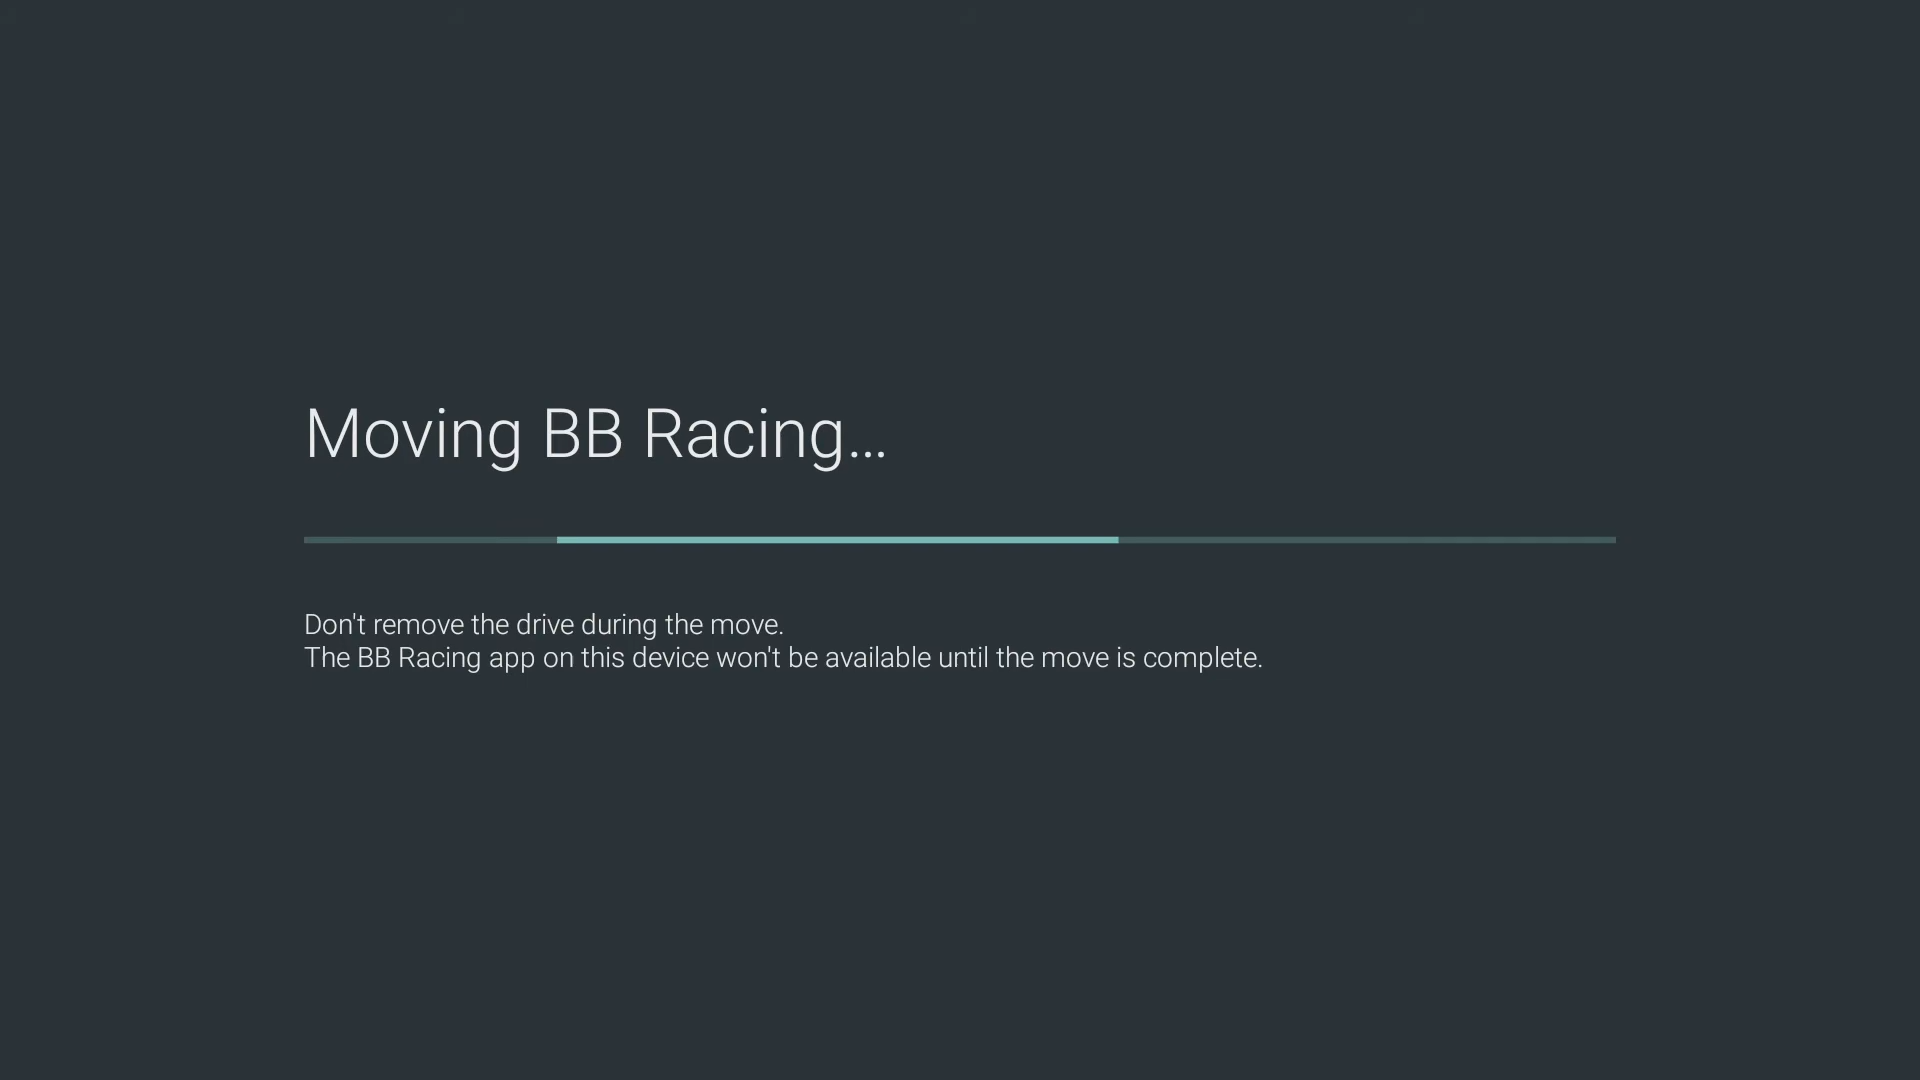 Moving BB Racing…
Don't remove the drive during the move.
The BB Racing app on this device won't be available until the move is complete.